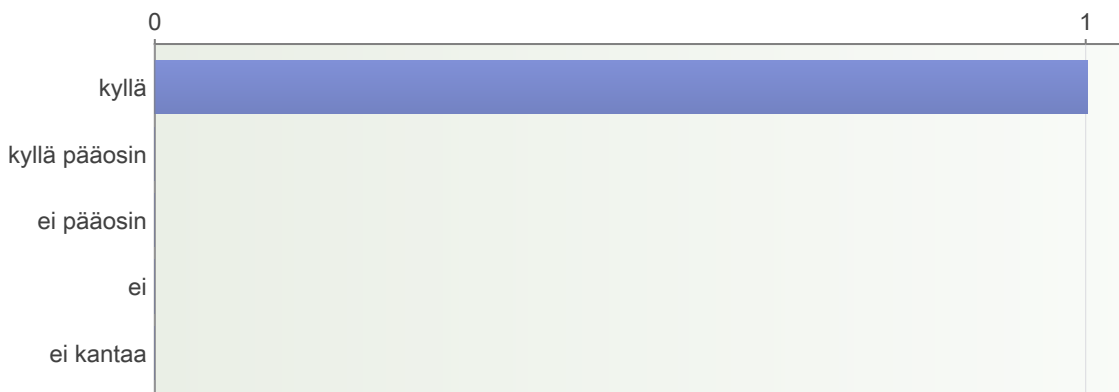 0 1
kyllä
kyllä pääosin
ei pääosin
ei
ei kantaa